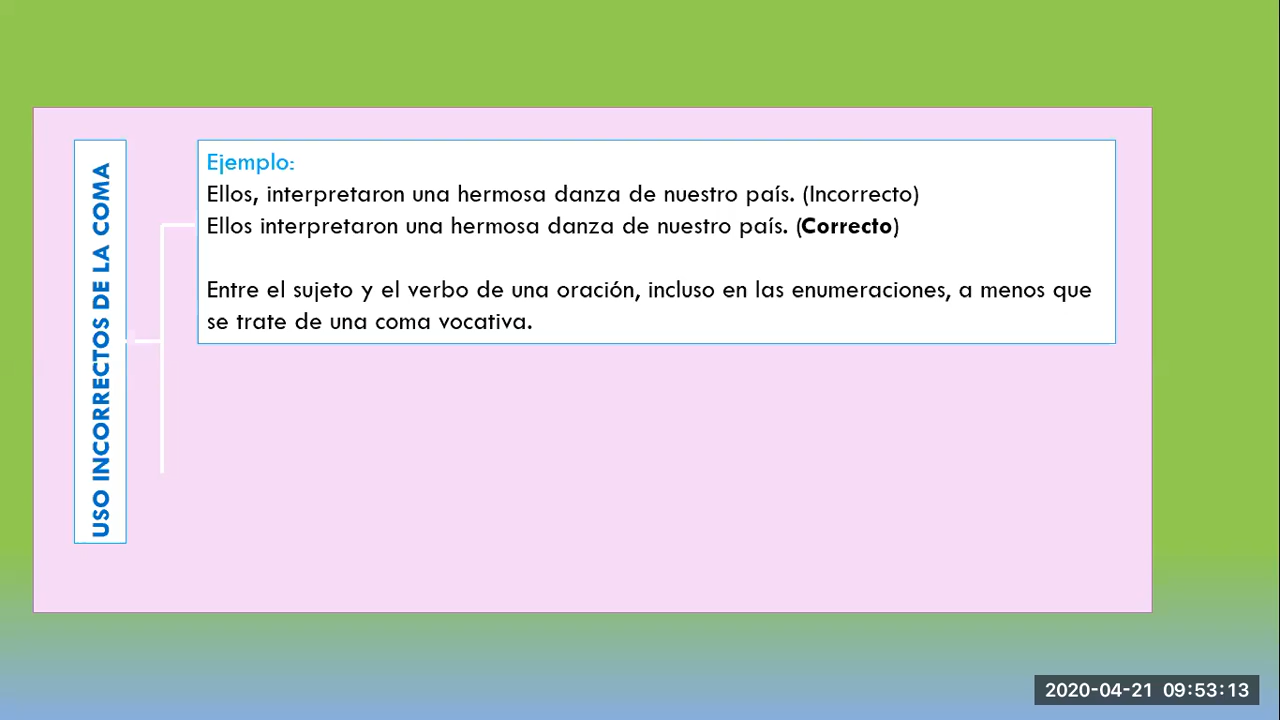 USO INCORRECTOS DE LA COMA
Ejemplo:
Ellos, interpretaron una hermosa danza de nuestro país. (Incorrecto)
Ellos interpretaron una hermosa danza de nuestro país. (Correcto)
Entre el sujeto y el verbo de una oración, incluso en las enumeraciones, a menos que
se trate de una coma vocativa.
2020-04-21 09:53:13